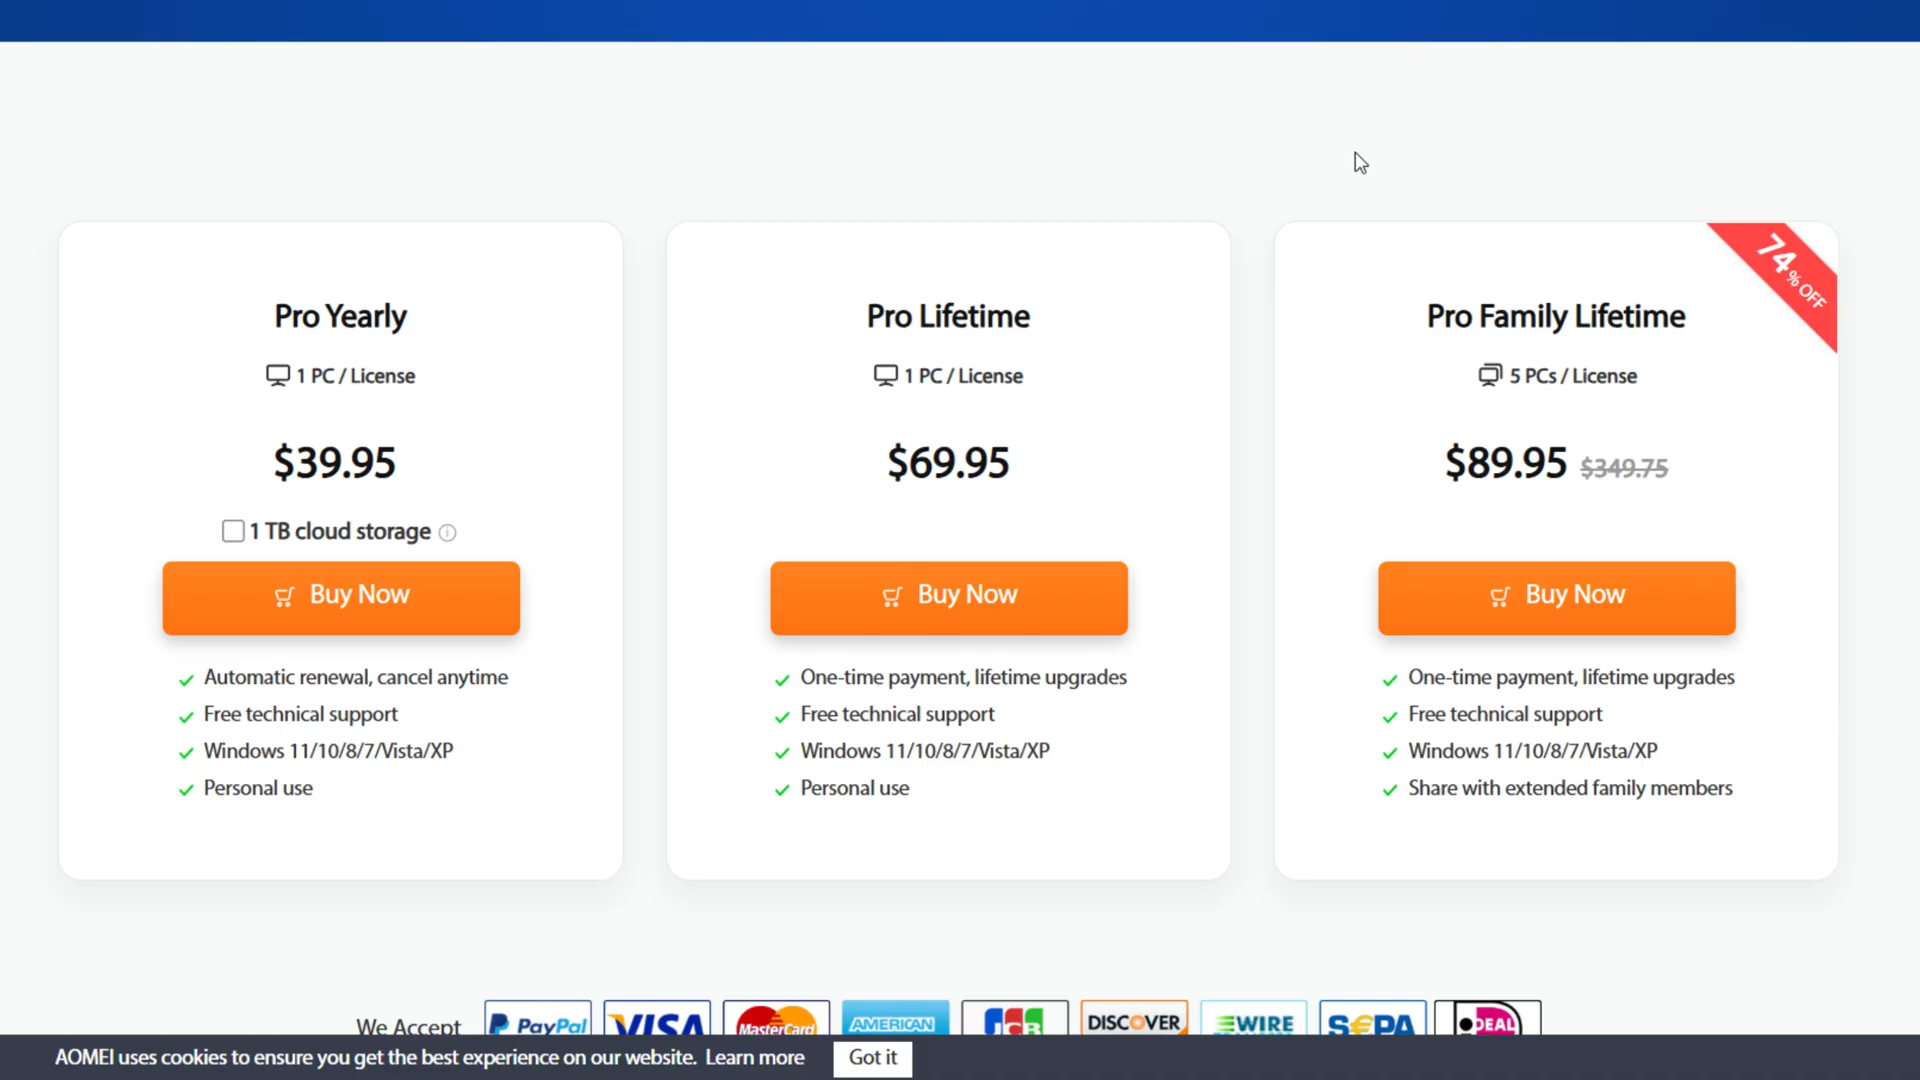 Pro Yearly
1 PC / License
$39.95
1 TB cloud storage
Buy Now
Automatic renewal, cancel anytime
Free technical support
Windows 11/10/8/7/Vista/XP
Personal use
Pro Lifetime
1 PC / License
$69.95
Buy Now
One-time payment, lifetime upgrades
Free technical support
Windows 11/10/8/7/Vista/XP
Personal use
74% OFF
Pro Family Lifetime
5 PCs / License
$89.95 $349.75
Buy Now
One-time payment, lifetime upgrades
Free technical support
Windows 11/10/8/7/Vista/XP
Share with extended family members
We Accept PayPal VISA MasterCard AMERICAN JCB DISCOVER WIRE SEPA iDEAL
AOMEI uses cookies to ensure you get the best experience on our website. Learn more Got it